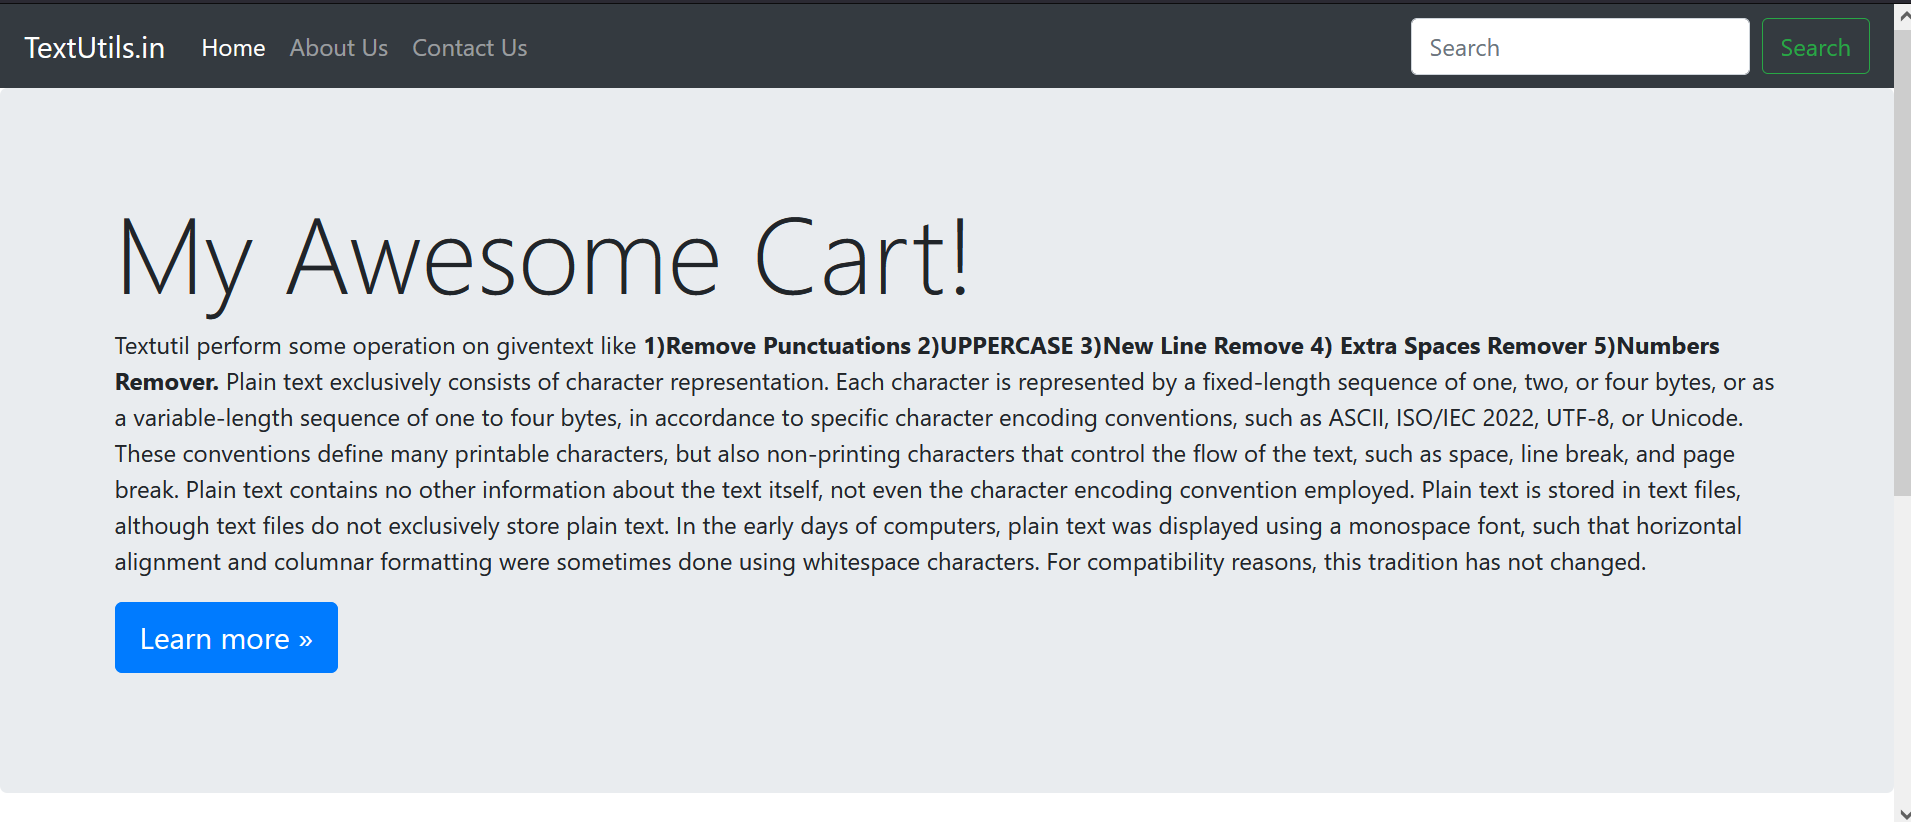 TextUtils.in Home About Us Contact Us Search Search
My Awesome Cart!
Textutil perform some operation on giventext like 1)Remove Punctuations 2)UPPERCASE 3)New Line Remove 4) Extra Spaces Remover 5)Numbers
Remover. Plain text exclusively consists of character representation. Each character is represented by a fixed-length sequence of one, two, or four bytes, or as
a variable-length sequence of one to four bytes, in accordance to specific character encoding conventions, such as ASCII, ISO/IEC 2022, UTF-8, or Unicode.
These conventions define many printable characters, but also non-printing characters that control the flow of the text, such as space, line break, and page
break. Plain text contains no other information about the text itself, not even the character encoding convention employed. Plain text is stored in text files,
although text files do not exclusively store plain text. In the early days of computers, plain text was displayed using a monospace font, such that horizontal
alignment and columnar formatting were sometimes done using whitespace characters. For compatibility reasons, this tradition has not changed.
Learn more »